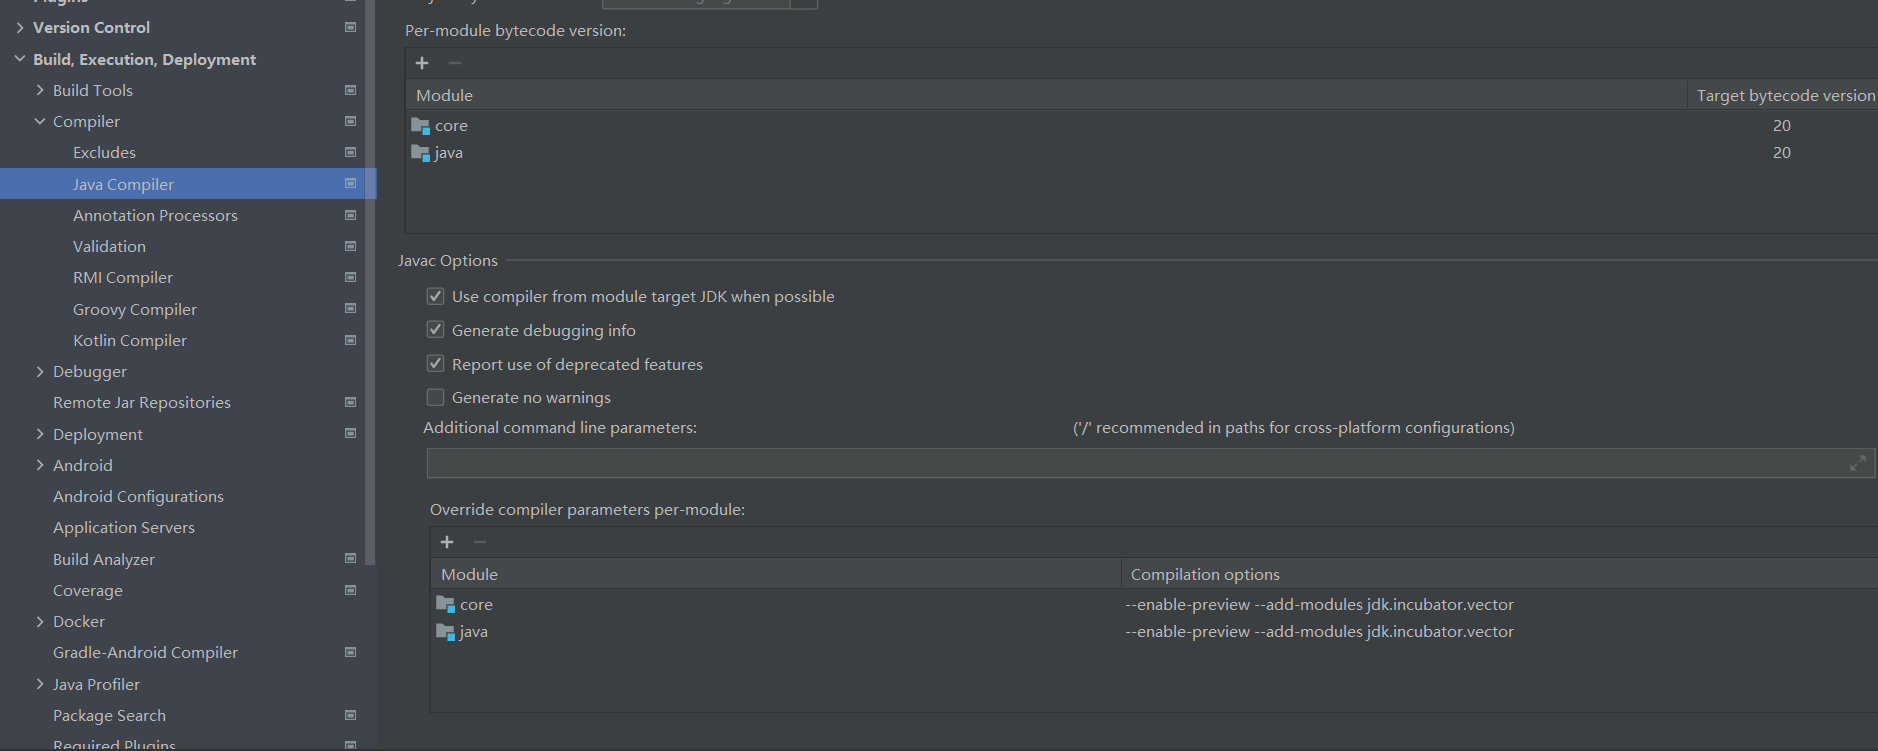 Plugins
Version Control
Build, Execution, Deployment
Build Tools
Compiler
Excludes
Java Compiler
Annotation Processors
Validation
RMI Compiler
Groovy Compiler
Kotlin Compiler
Debugger
Remote Jar Repositories
Deployment
Android
Android Configurations
Application Servers
Build Analyzer
Coverage
Docker
Gradle-Android Compiler
Java Profiler
Package Search
Required Plugins
Per-module bytecode version:
Module Target bytecode version
core 20
java 20
Javac Options
Use compiler from module target JDK when possible
Generate debugging info
Report use of deprecated features
Generate no warnings
Additional command line parameters: ('/' recommended in paths for cross-platform configurations)
Override compiler parameters per-module:
Module Compilation options
core --enable-preview --add-modules jdk.incubator.vector
java --enable-preview --add-modules jdk.incubator.vector